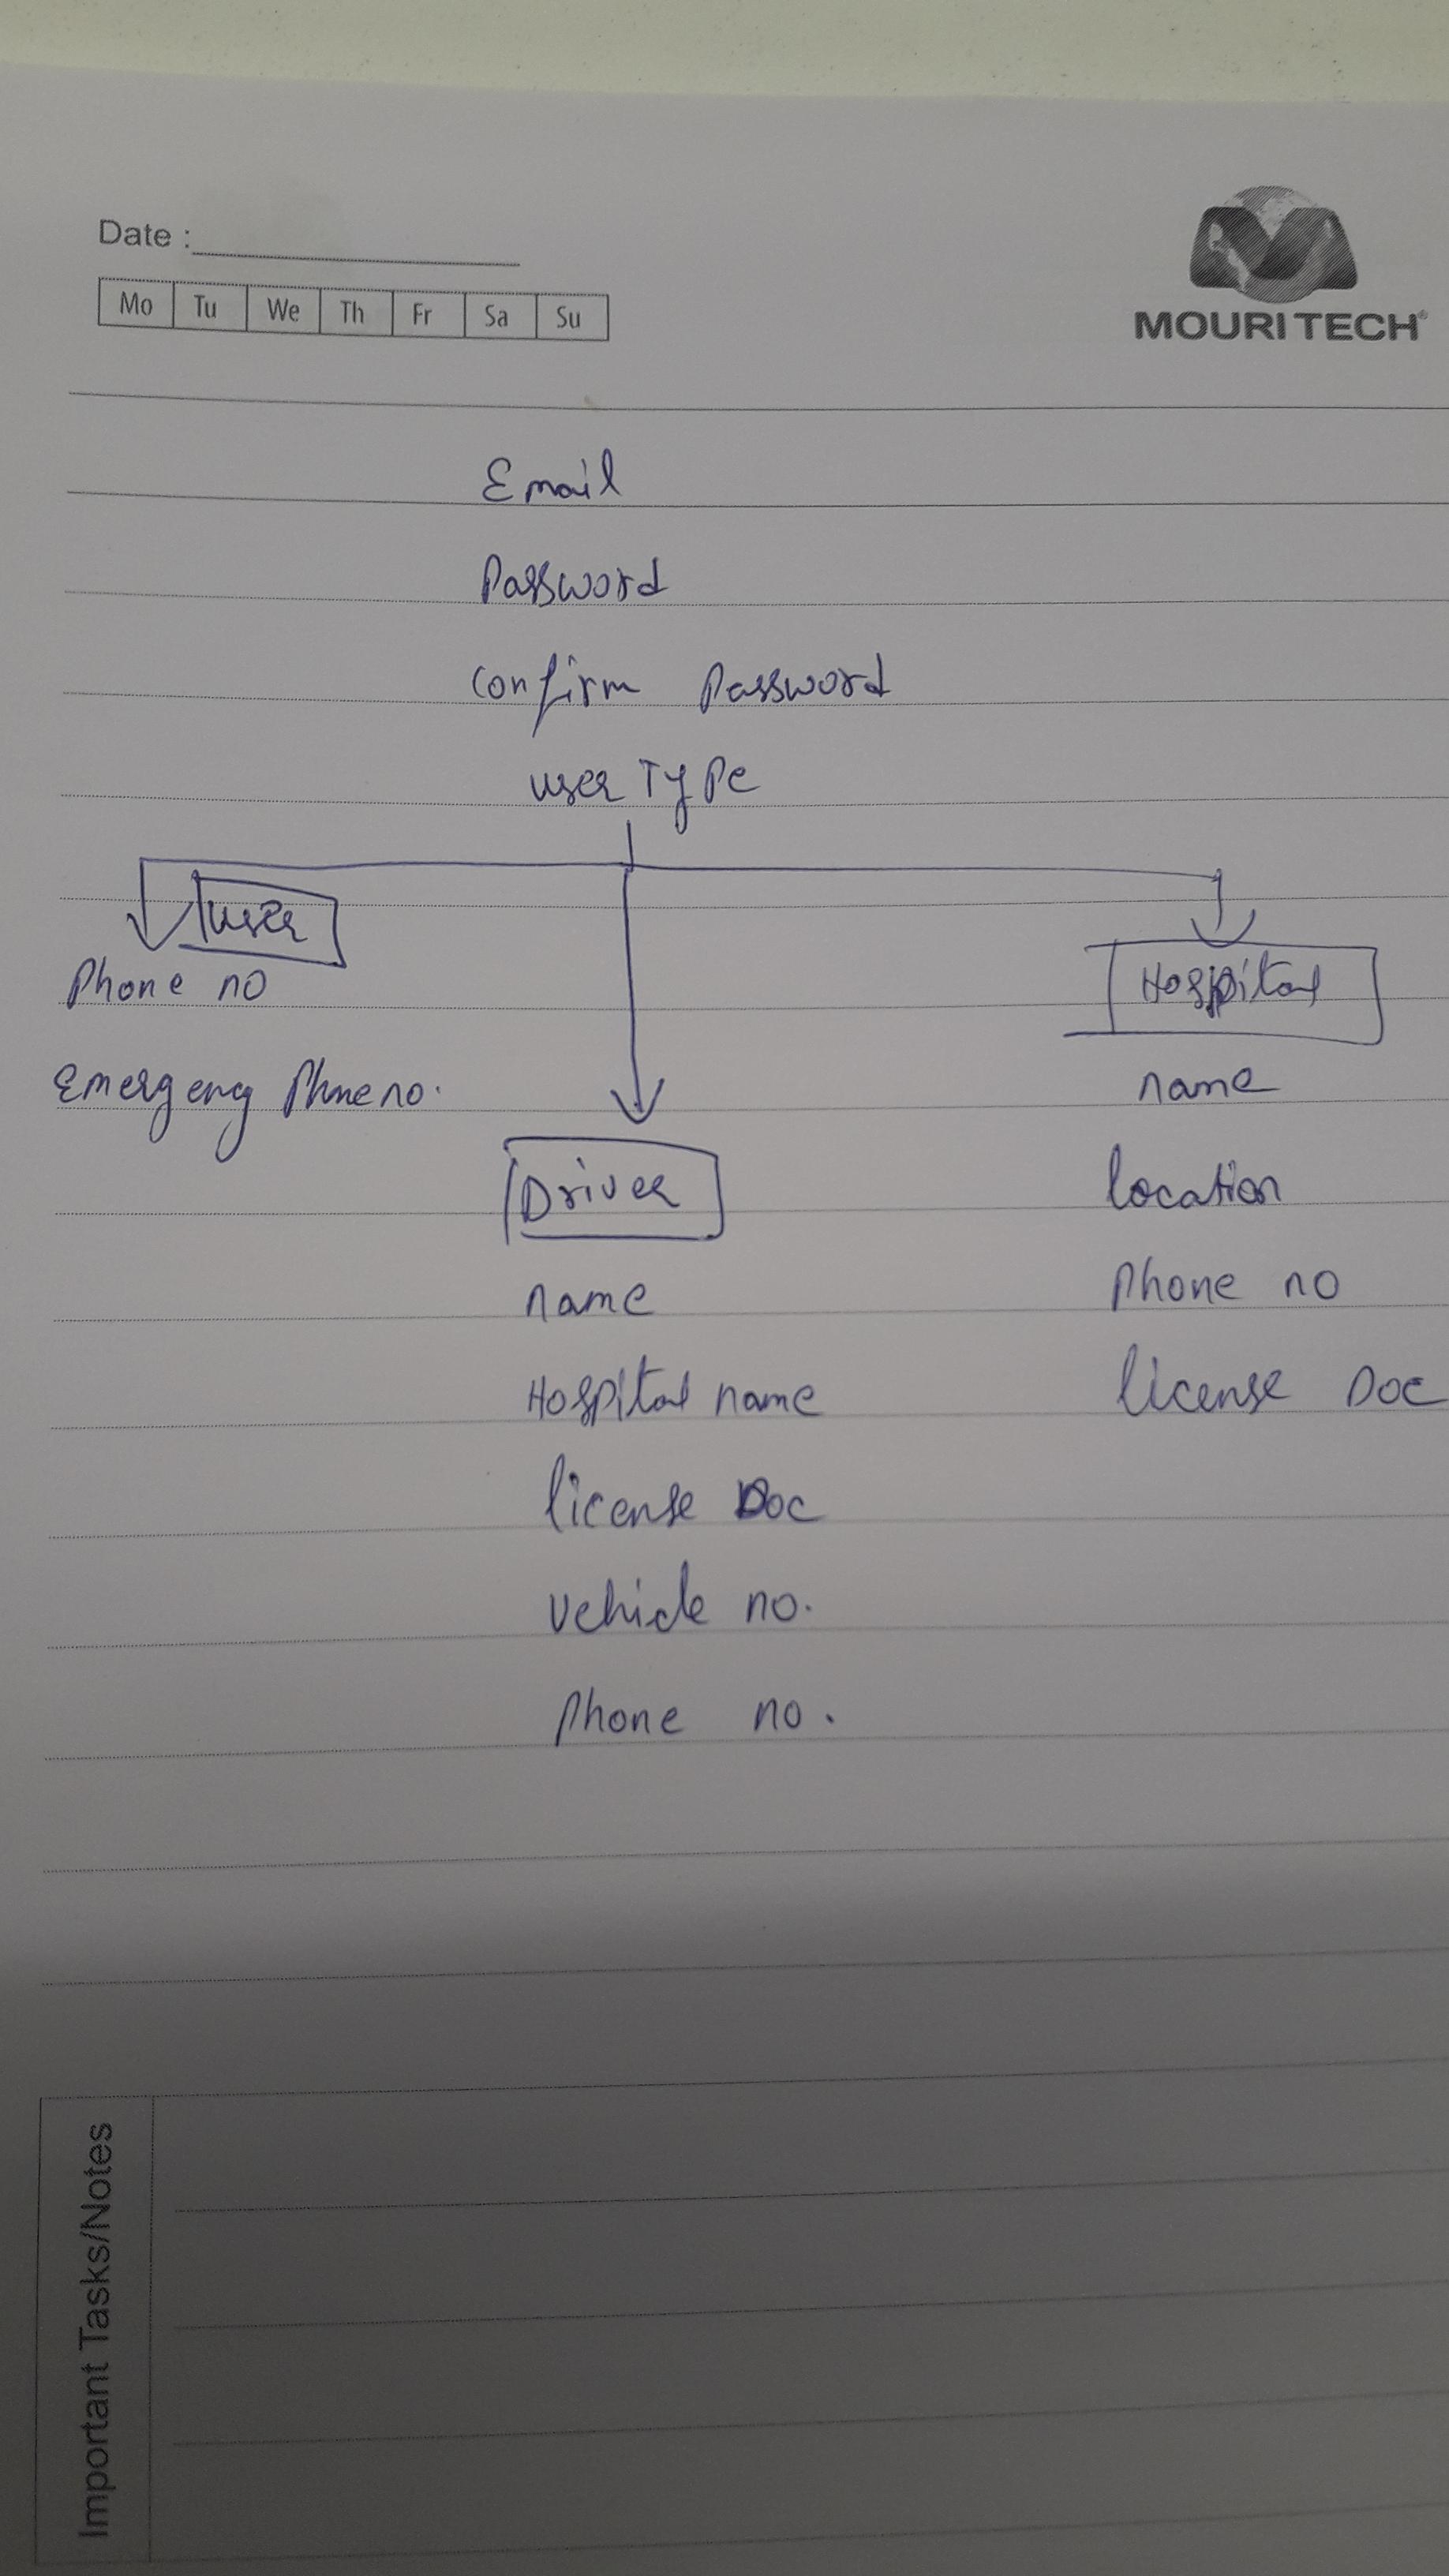 Date :
Mo Tu We Th Fr Sa Su
MOURI TECH®
Email
Password
Confirm Password
user Type
user
Phone no
Emergency Phone no.
Driver
name
Hospital name
license Doc
vehicle no.
Phone no.
Hospital
name
location
Phone no
license Doc
Important Tasks/Notes